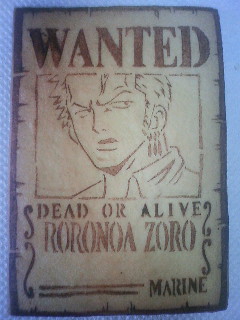 WANTED
DEAD OR ALIVE
RORONOA ZORO
MARINE